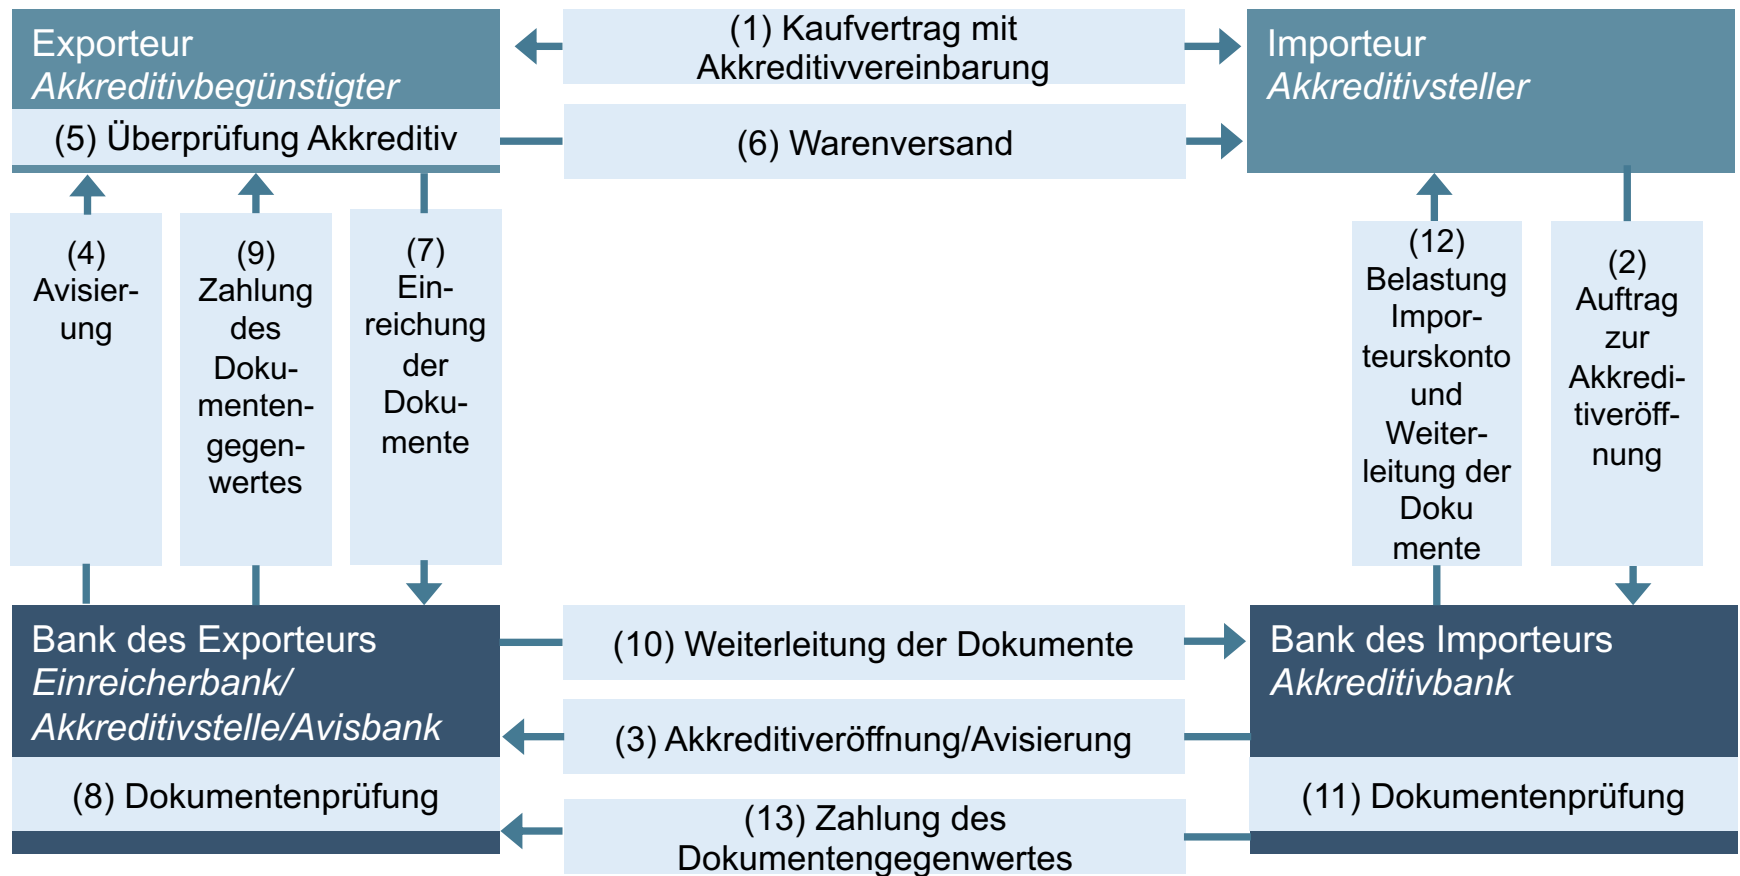 Exporteur
Akkreditivbegünstigter
(5) Überprüfung Akkreditiv
(1) Kaufvertrag mit
Akkreditivvereinbarung
(6) Warenversand
Importeur
Akkreditivsteller
(4)
Avisier-
ung
(9)
Zahlung
des
Doku-
menten-
gegen-
wertes
(7)
Ein-
reichung
der
Doku-
mente
(12)
Belastung
Impor-
teurskonto
und
Weiter-
leitung der
Doku
mente
(2)
Auftrag
zur
Akkredi-
tiveröff-
nung
Bank des Exporteurs
Einreicherbank/
Akkreditivstelle/Avisbank
(8) Dokumentenprüfung
(10) Weiterleitung der Dokumente
(3) Akkreditiveröffnung/Avisierung
(13) Zahlung des
Dokumentengegenwertes
Bank des Importeurs
Akkreditivbank
(11) Dokumentenprüfung